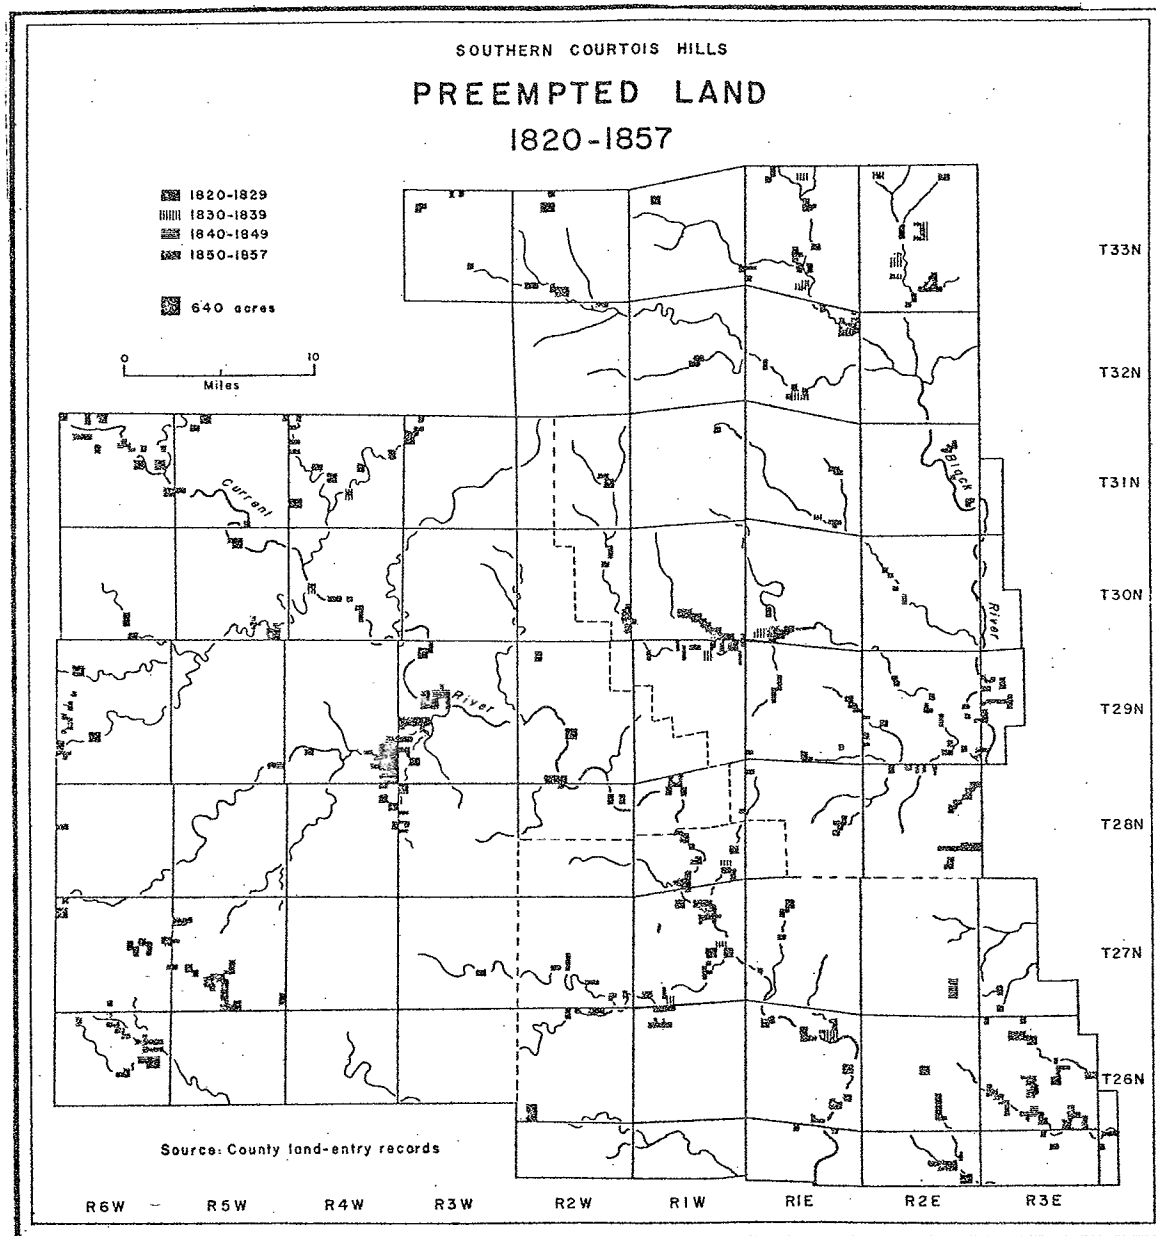 SOUTHERN COURTOIS HILLS
PREEMPTED LAND
1820-1857
1820-1829
1830-1839
1840-1849
1850-1857
640 acres
0 10
Miles
T33N
T32N
T31N
T30N
T29N
T28N
T27N
T26N
Current
River
Black
River
Source: County land-entry records
R6W R5W R4W R3W R2W R1W R1E R2E R3E